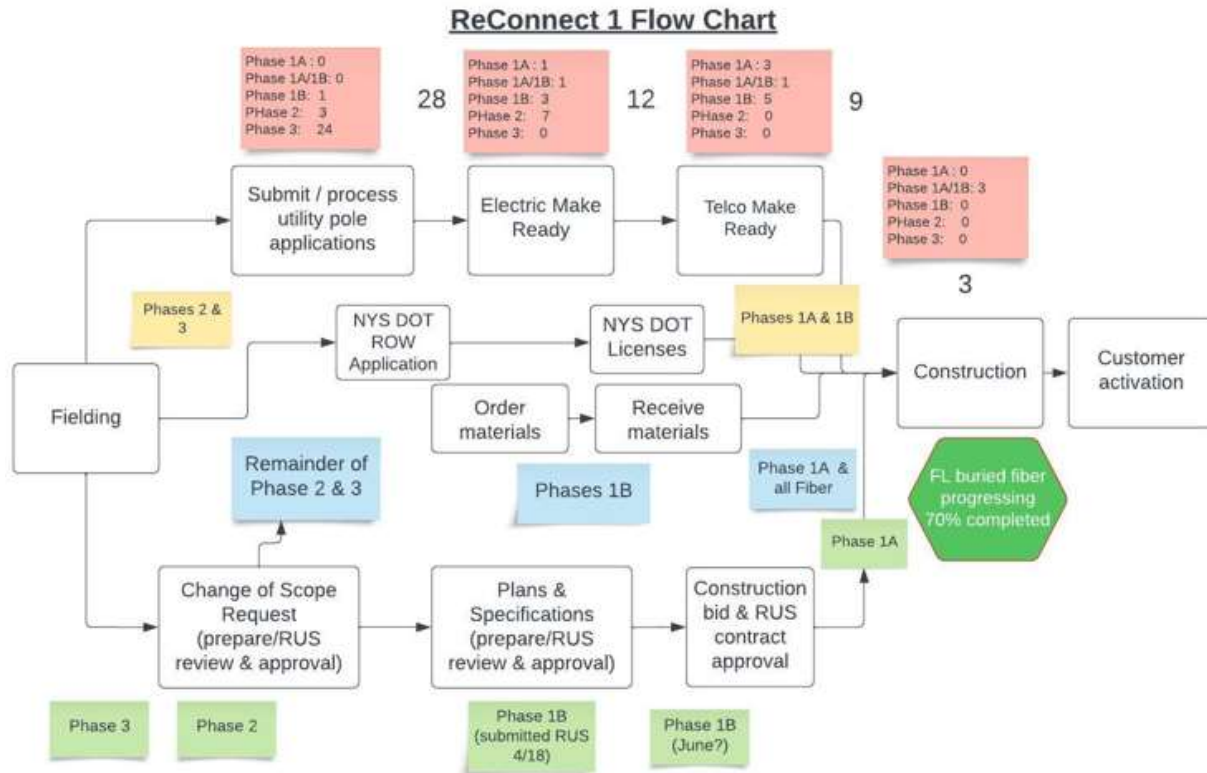 ReConnect 1 Flow Chart
Phase 1A : 0
Phase 1A/1B: 0
Phase 1B: 1
PHase 2: 3
Phase 3: 24
28
Phase 1A : 1
Phase 1A/1B: 1
Phase 1B: 3
PHase 2: 7
Phase 3: 0
12
Phase 1A : 3
Phase 1A/1B: 1
Phase 1B: 5
PHase 2: 0
Phase 3: 0
9
Phase 1A : 0
Phase 1A/1B: 3
Phase 1B: 0
PHase 2: 0
Phase 3: 0
3
Submit / process
utility pole
applications
Electric Make
Ready
Telco Make
Ready
Phases 2 &
3
NYS DOT
ROW
Application
NYS DOT
Licenses
Phases 1A & 1B
Fielding
Order
materials
Receive
materials
Construction
Customer
activation
Remainder of
Phase 2 & 3
Phases 1B
Phase 1A &
all Fiber
FL buried fiber
progressing
70% completed
Phase 1A
Change of Scope
Request
(prepare/RUS
review & approval)
Plans &
Specifications
(prepare/RUS
review & approval)
Construction
bid & RUS
contract
approval
Phase 3
Phase 2
Phase 1B
(submitted RUS
4/18)
Phase 1B
(June?)